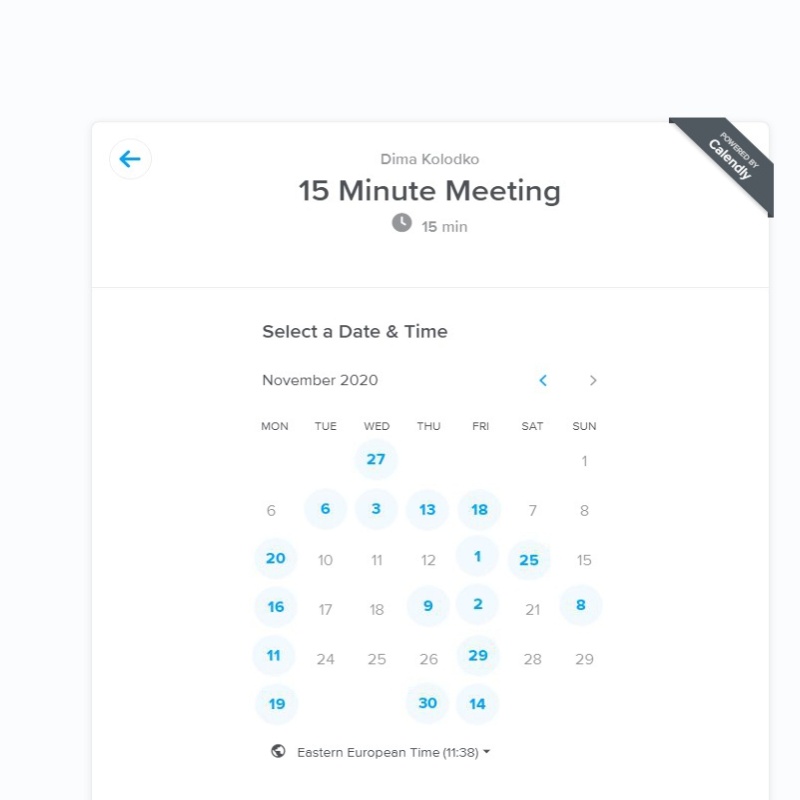 POWERED BY
Calendly
Dima Kolodko
15 Minute Meeting
15 min
Select a Date & Time
November 2020
MON TUE WED THU FRI SAT SUN
27 1
6 6 3 13 18 7 8
20 10 11 12 1 25 15
16 17 18 9 2 21 8
11 24 25 26 29 28 29
19 30 14
Eastern European Time (11:38)